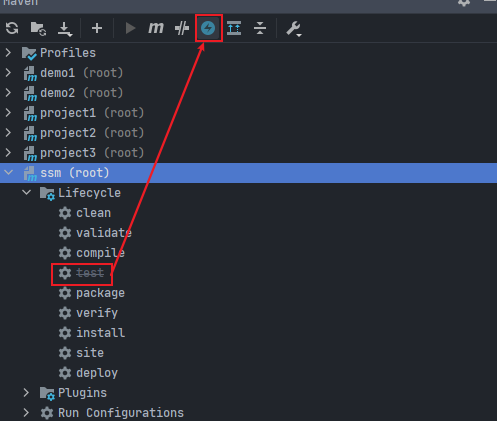 Maven
m
Profiles
demo1 (root)
demo2 (root)
project1 (root)
project2 (root)
project3 (root)
ssm (root)
Lifecycle
clean
validate
compile
test
package
verify
install
site
deploy
Plugins
Run Configurations